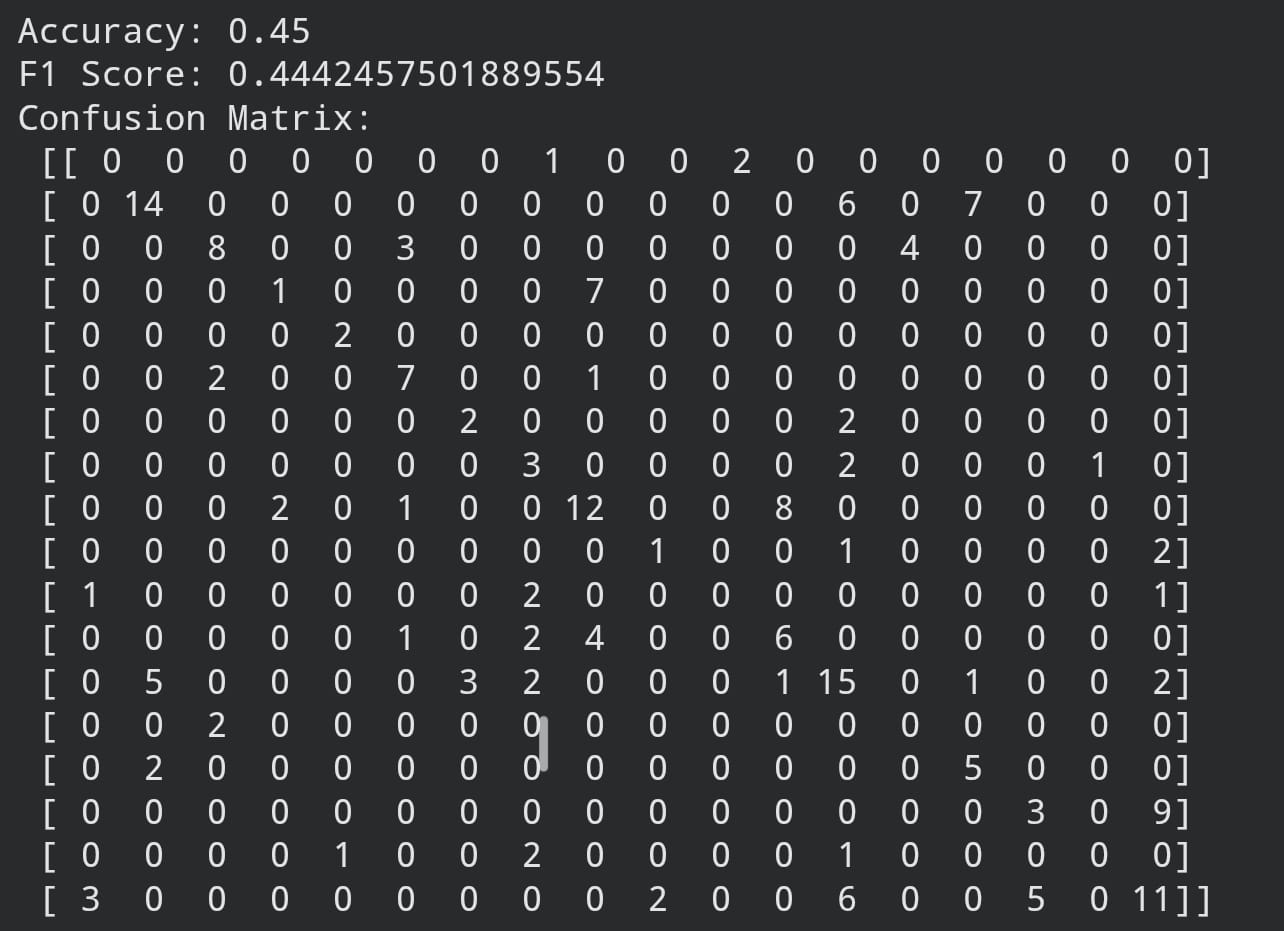 Accuracy: 0.45
F1 Score: 0.4442457501889554
Confusion Matrix:
 [[ 0  0  0  0  0  0  0  1  0  0  2  0  0  0  0  0  0  0]
 [ 0 14  0  0  0  0  0  0  0  0  0  0  6  0  7  0  0  0]
 [ 0  0  8  0  0  3  0  0  0  0  0  0  0  4  0  0  0  0]
 [ 0  0  0  1  0  0  0  0  7  0  0  0  0  0  0  0  0  0]
 [ 0  0  0  0  2  0  0  0  0  0  0  0  0  0  0  0  0  0]
 [ 0  0  2  0  0  7  0  0  1  0  0  0  0  0  0  0  0  0]
 [ 0  0  0  0  0  0  2  0  0  0  0  0  2  0  0  0  0  0]
 [ 0  0  0  0  0  0  0  3  0  0  0  0  2  0  0  0  1  0]
 [ 0  0  0  2  0  1  0  0 12  0  0  8  0  0  0  0  0  0]
 [ 0  0  0  0  0  0  0  0  0  1  0  0  1  0  0  0  0  2]
 [ 1  0  0  0  0  0  0  2  0  0  0  0  0  0  0  0  0  1]
 [ 0  0  0  0  0  1  0  2  4  0  0  6  0  0  0  0  0  0]
 [ 0  5  0  0  0  0  3  2  0  0  0  1 15  0  1  0  0  2]
 [ 0  0  2  0  0  0  0  0  0  0  0  0  0  0  0  0  0  0]
 [ 0  2  0  0  0  0  0  0  0  0  0  0  0  0  5  0  0  0]
 [ 0  0  0  0  0  0  0  0  0  0  0  0  0  0  0  3  0  9]
 [ 0  0  0  0  1  0  0  2  0  0  0  0  1  0  0  0  0  0]
 [ 3  0  0  0  0  0  0  0  0  2  0  0  6  0  0  5  0 11]]